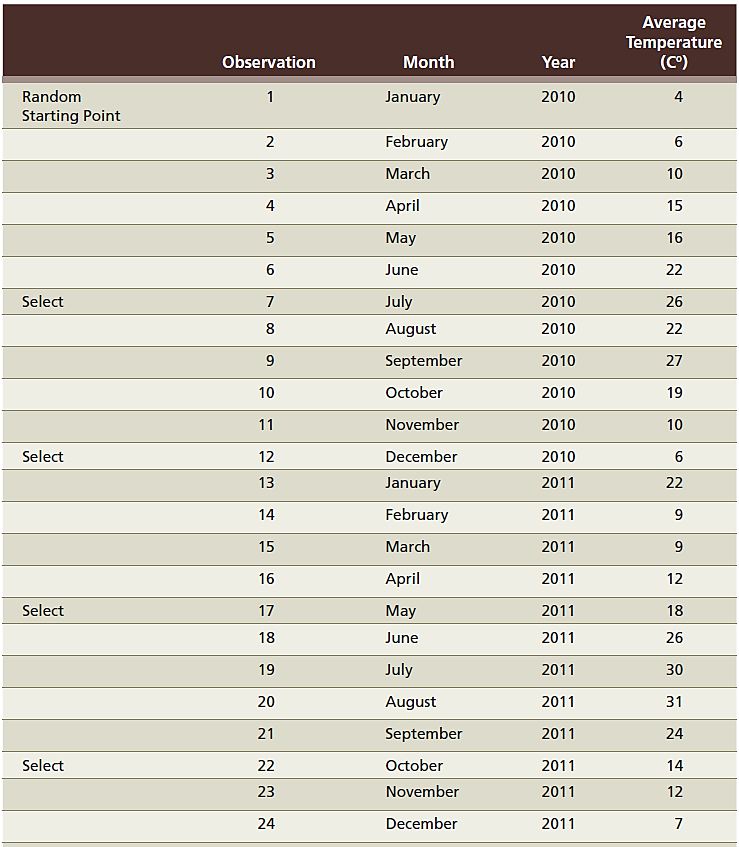 Average
Temperature
Observation Month Year (Cº)
Random 1 January 2010 4
Starting Point
2 February 2010 6
3 March 2010 10
4 April 2010 15
5 May 2010 16
6 June 2010 22
Select 7 July 2010 26
8 August 2010 22
9 September 2010 27
10 October 2010 19
11 November 2010 10
Select 12 December 2010 6
13 January 2011 22
14 February 2011 9
15 March 2011 9
16 April 2011 12
Select 17 May 2011 18
18 June 2011 26
19 July 2011 30
20 August 2011 31
21 September 2011 24
Select 22 October 2011 14
23 November 2011 12
24 December 2011 7